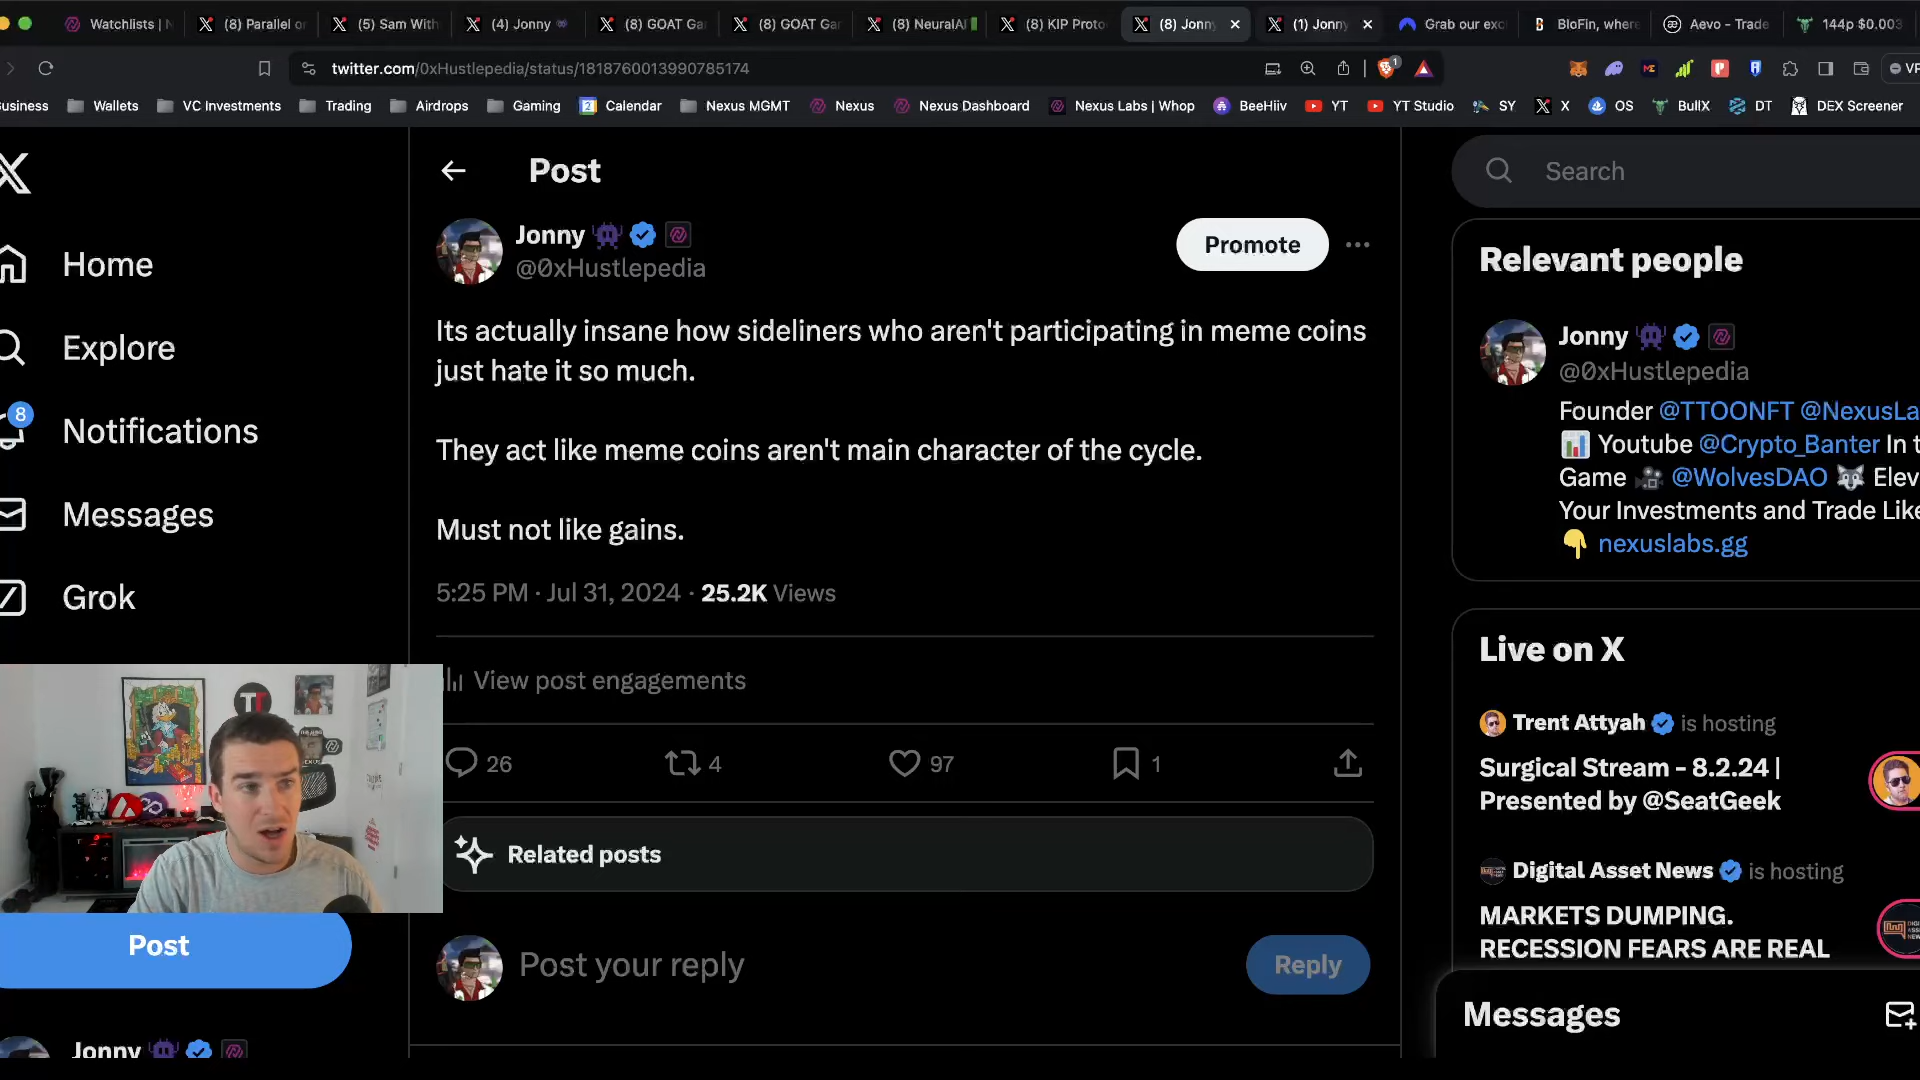 Watchlists | N
(8) Parallel or
(5) Sam With
(4) Jonny
(8) GOAT Ga
(8) GOAT Gar
(8) NeuralAI
(8) KIP Proto
(8) Jonny
(1) Jonny
Grab our exc
BloFin, where
Aevo - Trade
144p $0.003
twitter.com/0xHustlepedia/status/1818760013990785174
1
VP
usiness
Wallets
VC Investments
Trading
Airdrops
Gaming
Calendar
Nexus MGMT
Nexus
Nexus Dashboard
Nexus Labs | Whop
BeeHiiv
YT
YT Studio
SY
X
OS
BullX
DT
DEX Screener
Home
Explore
8
Notifications
Messages
Grok
Post
Jonny
Post
Jonny
@0xHustlepedia
Promote
Its actually insane how sideliners who aren't participating in meme coins
just hate it so much.
They act like meme coins aren't main character of the cycle.
Must not like gains.
5:25 PM · Jul 31, 2024 · 25.2K Views
View post engagements
26
4
97
1
Related posts
Post your reply
Reply
Search
Relevant people
Jonny
@0xHustlepedia
Founder @TTOONFT @NexusLa
Youtube @Crypto_Banter In t
Game @WolvesDAO Elev
Your Investments and Trade Like
nexuslabs.gg
Live on X
Trent Attyah is hosting
Surgical Stream - 8.2.24 |
Presented by @SeatGeek
Digital Asset News is hosting
MARKETS DUMPING.
RECESSION FEARS ARE REAL
Messages